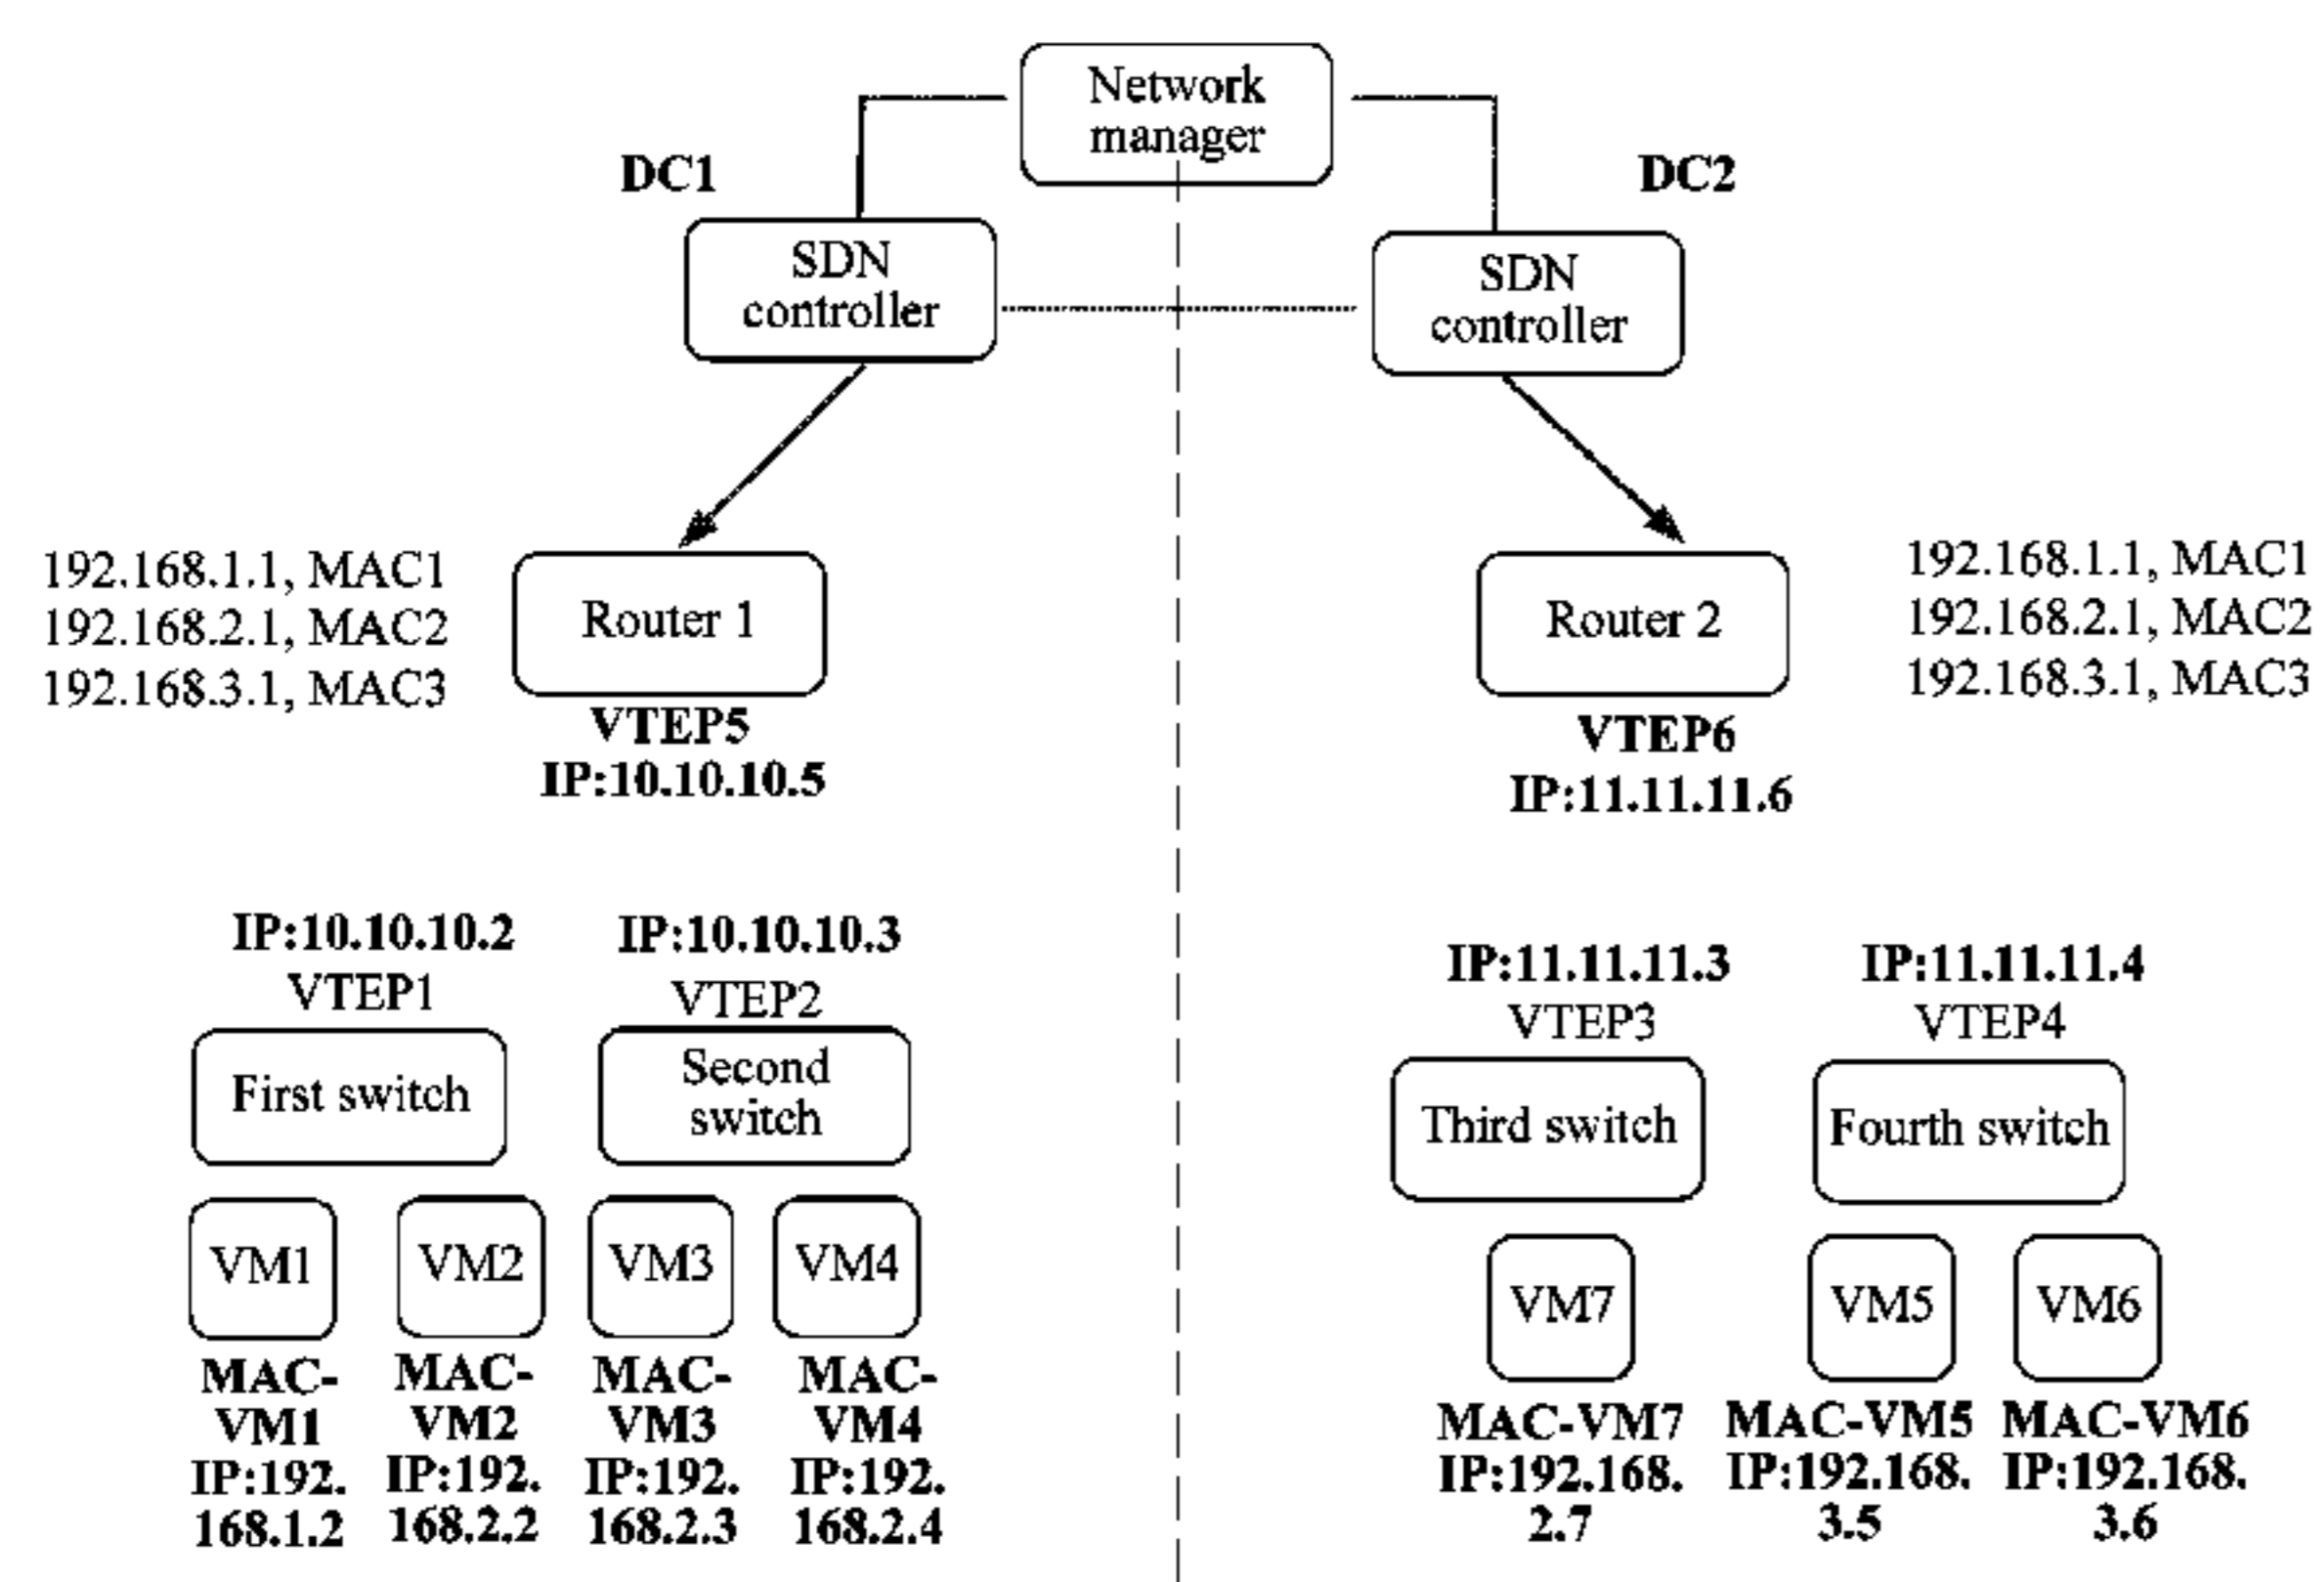 Network
manager
DC1
DC2
SDN
controller
SDN
controller
192.168.1.1, MAC1
192.168.2.1, MAC2
192.168.3.1, MAC3
Router 1
VTEP5
IP:10.10.10.5
Router 2
VTEP6
IP:11.11.11.6
192.168.1.1, MAC1
192.168.2.1, MAC2
192.168.3.1, MAC3
IP:10.10.10.2
VTEP1
First switch
IP:10.10.10.3
VTEP2
Second
switch
IP:11.11.11.3
VTEP3
Third switch
IP:11.11.11.4
VTEP4
Fourth switch
VM1
MAC-
VM1
IP:192.
168.1.2
VM2
MAC-
VM2
IP:192.
168.2.2
VM3
MAC-
VM3
IP:192.
168.2.3
VM4
MAC-
VM4
IP:192.
168.2.4
VM7
MAC-VM7
IP:192.168.
2.7
VM5
MAC-VM5
IP:192.168.
3.5
VM6
MAC-VM6
IP:192.168.
3.6